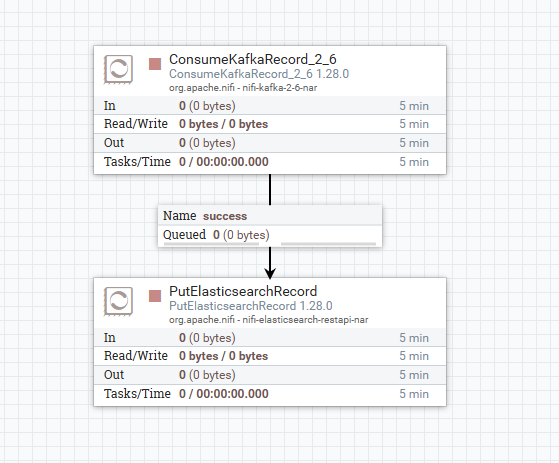 ConsumeKafkaRecord_2_6
ConsumeKafkaRecord_2_6 1.28.0
org.apache.nifi - nifi-kafka-2-6-nar
In 0 (0 bytes) 5 min
Read/Write 0 bytes / 0 bytes 5 min
Out 0 (0 bytes) 5 min
Tasks/Time 0 / 00:00:00.000 5 min
Name success
Queued 0 (0 bytes)
PutElasticsearchRecord
PutElasticsearchRecord 1.28.0
org.apache.nifi - nifi-elasticsearch-restapi-nar
In 0 (0 bytes) 5 min
Read/Write 0 bytes / 0 bytes 5 min
Out 0 (0 bytes) 5 min
Tasks/Time 0 / 00:00:00.000 5 min